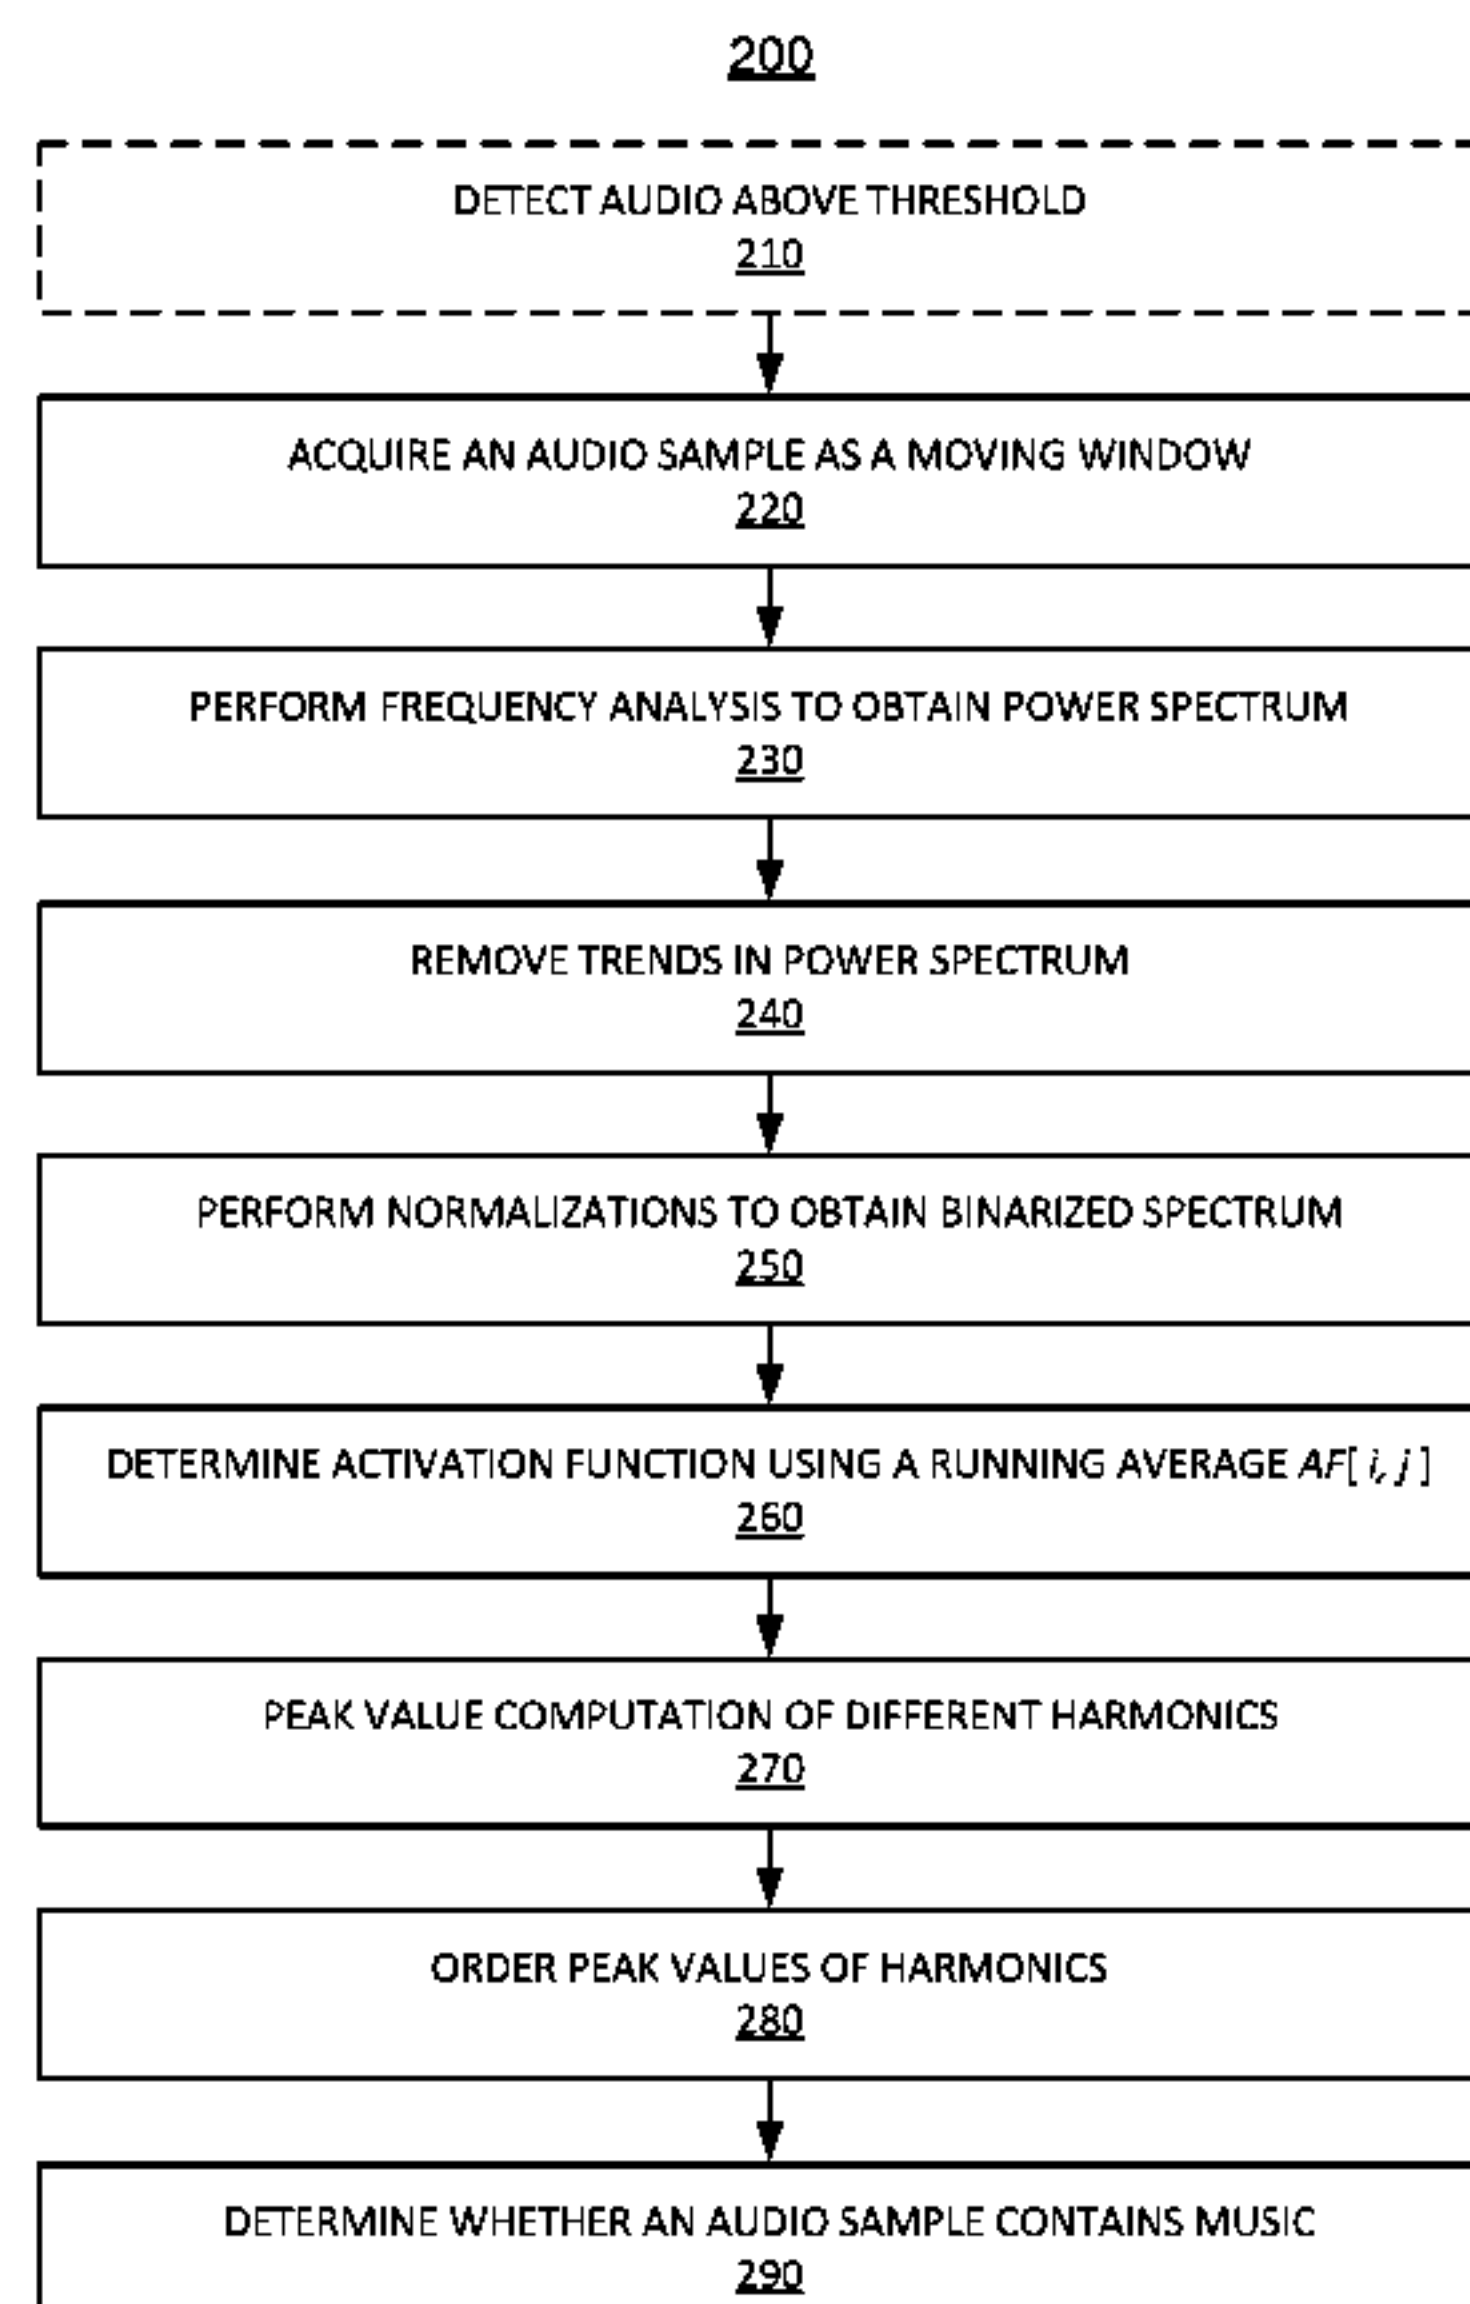 200
DETECT AUDIO ABOVE THRESHOLD
210
ACQUIRE AN AUDIO SAMPLE AS A MOVING WINDOW
220
PERFORM FREQUENCY ANALYSIS TO OBTAIN POWER SPECTRUM
230
REMOVE TRENDS IN POWER SPECTRUM
240
PERFORM NORMALIZATIONS TO OBTAIN BINARIZED SPECTRUM
250
DETERMINE ACTIVATION FUNCTION USING A RUNNING AVERAGE AF[ i, j ]
260
PEAK VALUE COMPUTATION OF DIFFERENT HARMONICS
270
ORDER PEAK VALUES OF HARMONICS
280
DETERMINE WHETHER AN AUDIO SAMPLE CONTAINS MUSIC
290